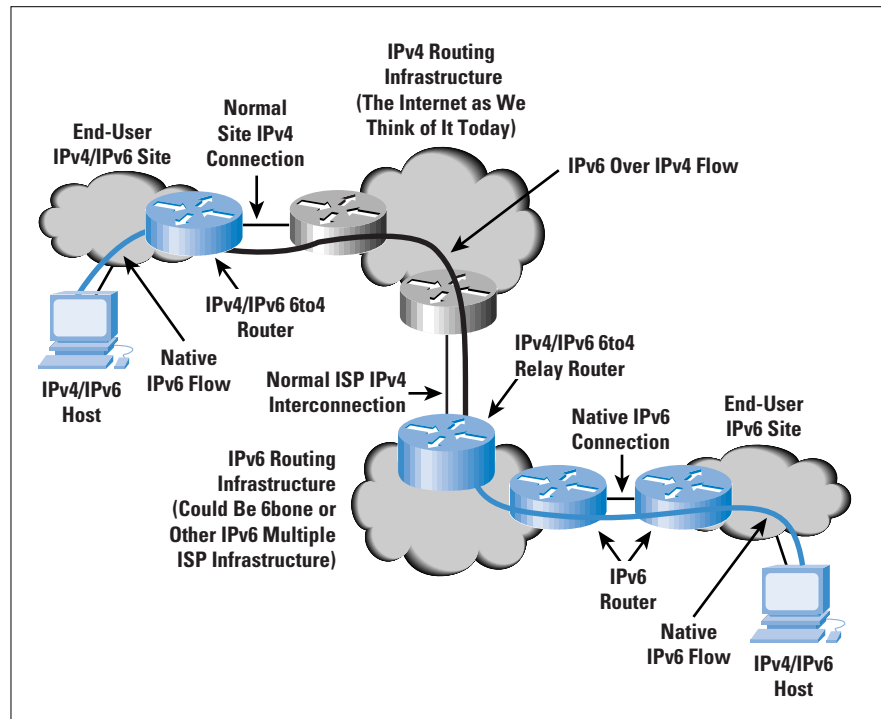 IPv4 Routing
Infrastructure
(The Internet as We
Think of It Today)
Normal
Site IPv4
Connection
End-User
IPv4/IPv6 Site
IPv6 Over IPv4 Flow
IPv4/IPv6 6to4
Router
Native
IPv6 Flow
IPv4/IPv6
Host
IPv4/IPv6 6to4
Relay Router
Normal ISP IPv4
Interconnection
Native IPv6
Connection
End-User
IPv6 Site
IPv6 Routing
Infrastructure
(Could Be 6bone or
Other IPv6 Multiple
ISP Infrastructure)
IPv6
Router
Native
IPv6 Flow
IPv4/IPv6
Host